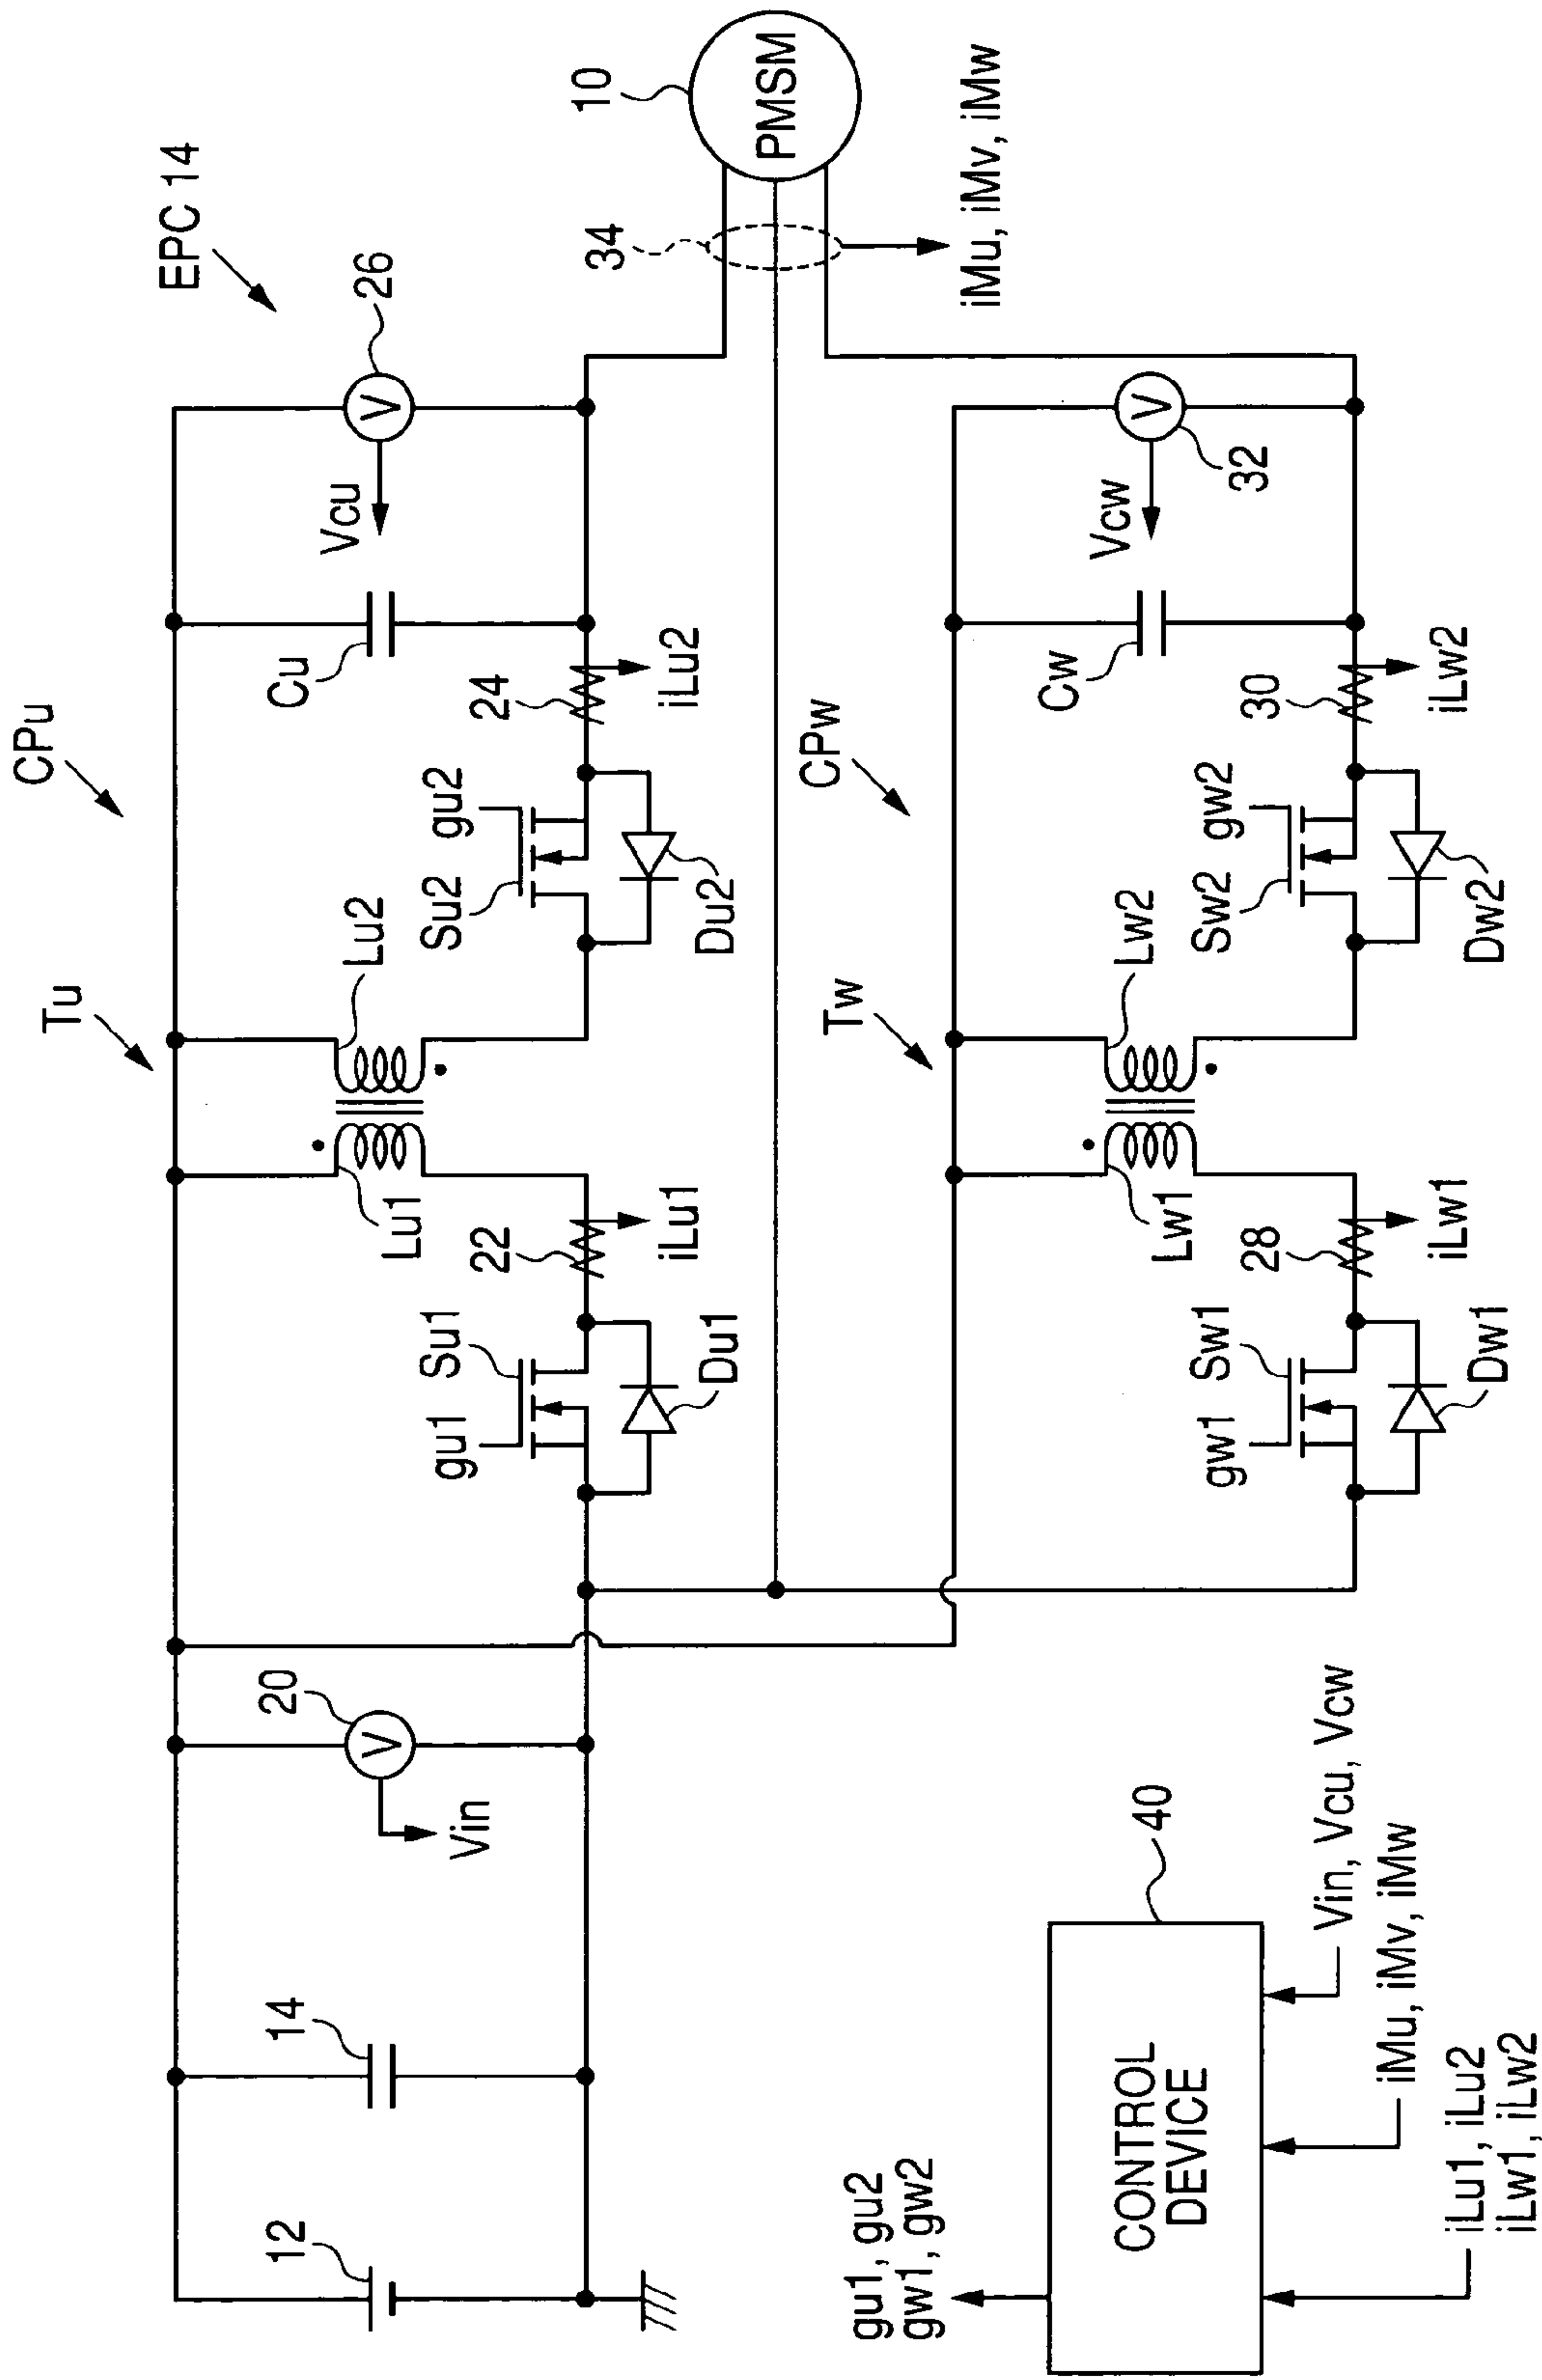 EPC 14
CPu
Tu
10
PMSM
34
iMu, iMv, iMw
26
V
Vcu
Cu
24
iLu2
Su2
gu2
Du2
Lu2
Lu1
22
iLu1
Su1
gu1
Du1
20
V
Vin
14
12
CPw
Tw
V
32
Vcw
Cw
30
iLw2
Sw2
gw2
Dw2
Lw2
Lw1
28
iLw1
Sw1
gw1
Dw1
40
CONTROL
DEVICE
gu1, gu2
gw1, gw2
Vin, Vcu, Vcw
iMu, iMv, iMw
iLu1, iLu2
iLw1, iLw2